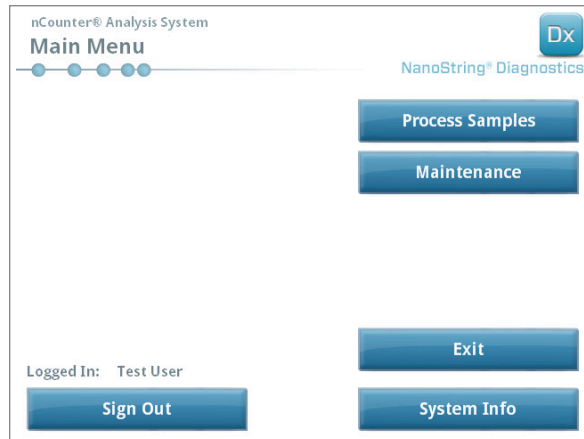 nCounter® Analysis System
Main Menu
Dx
NanoString® Diagnostics
Process Samples
Maintenance
Exit
Logged In: Test User
Sign Out
System Info